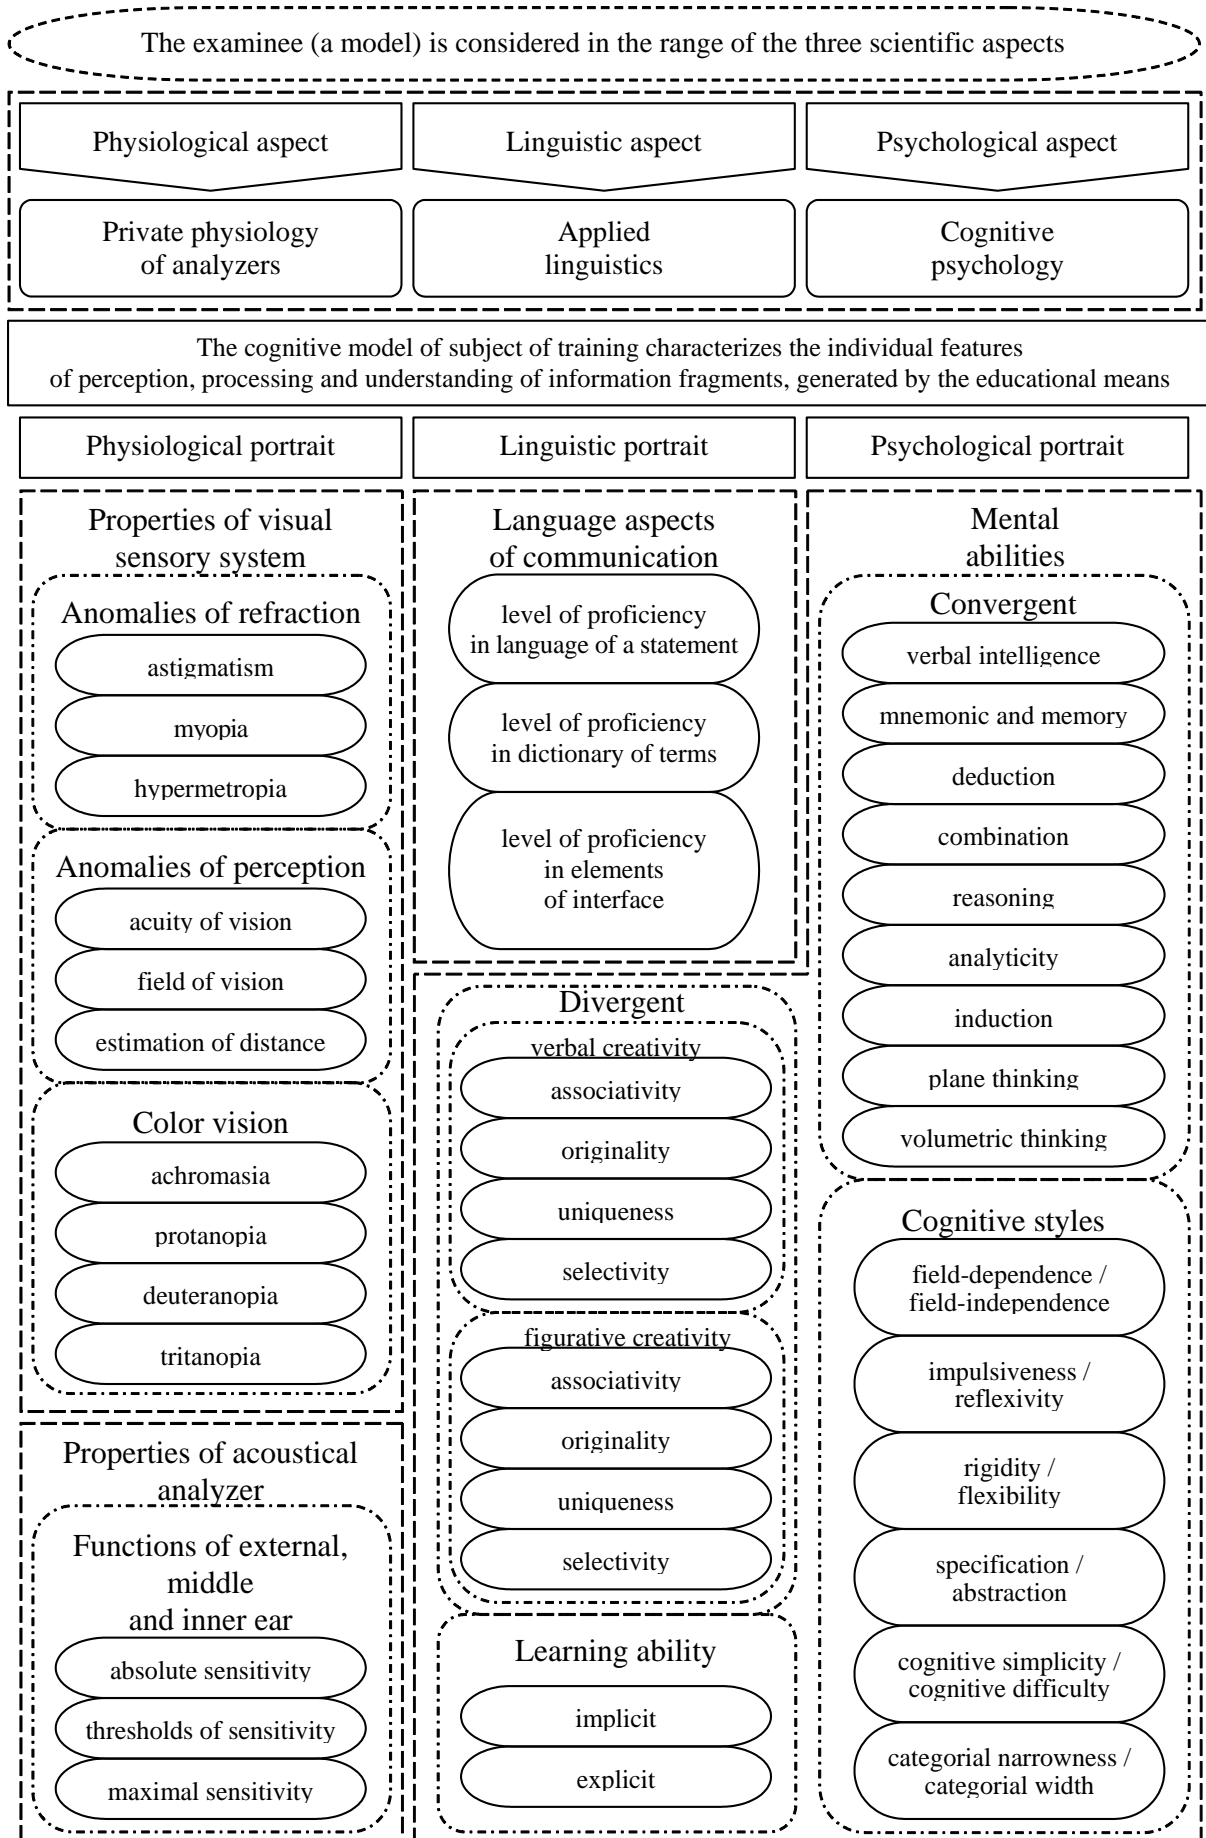 The examinee (a model) is considered in the range of the three scientific aspects
Physiological aspect
Linguistic aspect
Psychological aspect
Private physiology
of analyzers
Applied
linguistics
Cognitive
psychology
The cognitive model of subject of training characterizes the individual features
of perception, processing and understanding of information fragments, generated by the educational means
Physiological portrait
Linguistic portrait
Psychological portrait
Properties of visual
sensory system
Anomalies of refraction
astigmatism
myopia
hypermetropia
Anomalies of perception
acuity of vision
field of vision
estimation of distance
Color vision
achromasia
protanopia
deuteranopia
tritanopia
Properties of acoustical
analyzer
Functions of external,
middle
and inner ear
absolute sensitivity
thresholds of sensitivity
maximal sensitivity
Language aspects
of communication
level of proficiency
in language of a statement
level of proficiency
in dictionary of terms
level of proficiency
in elements
of interface
Mental
abilities
Convergent
verbal intelligence
mnemonic and memory
deduction
combination
reasoning
analyticity
induction
plane thinking
volumetric thinking
Divergent
verbal creativity
associativity
originality
uniqueness
selectivity
figurative creativity
associativity
originality
uniqueness
selectivity
Learning ability
implicit
explicit
Cognitive styles
field-dependence /
field-independence
impulsiveness /
reflexivity
rigidity /
flexibility
specification /
abstraction
cognitive simplicity /
cognitive difficulty
categorial narrowness /
categorial width